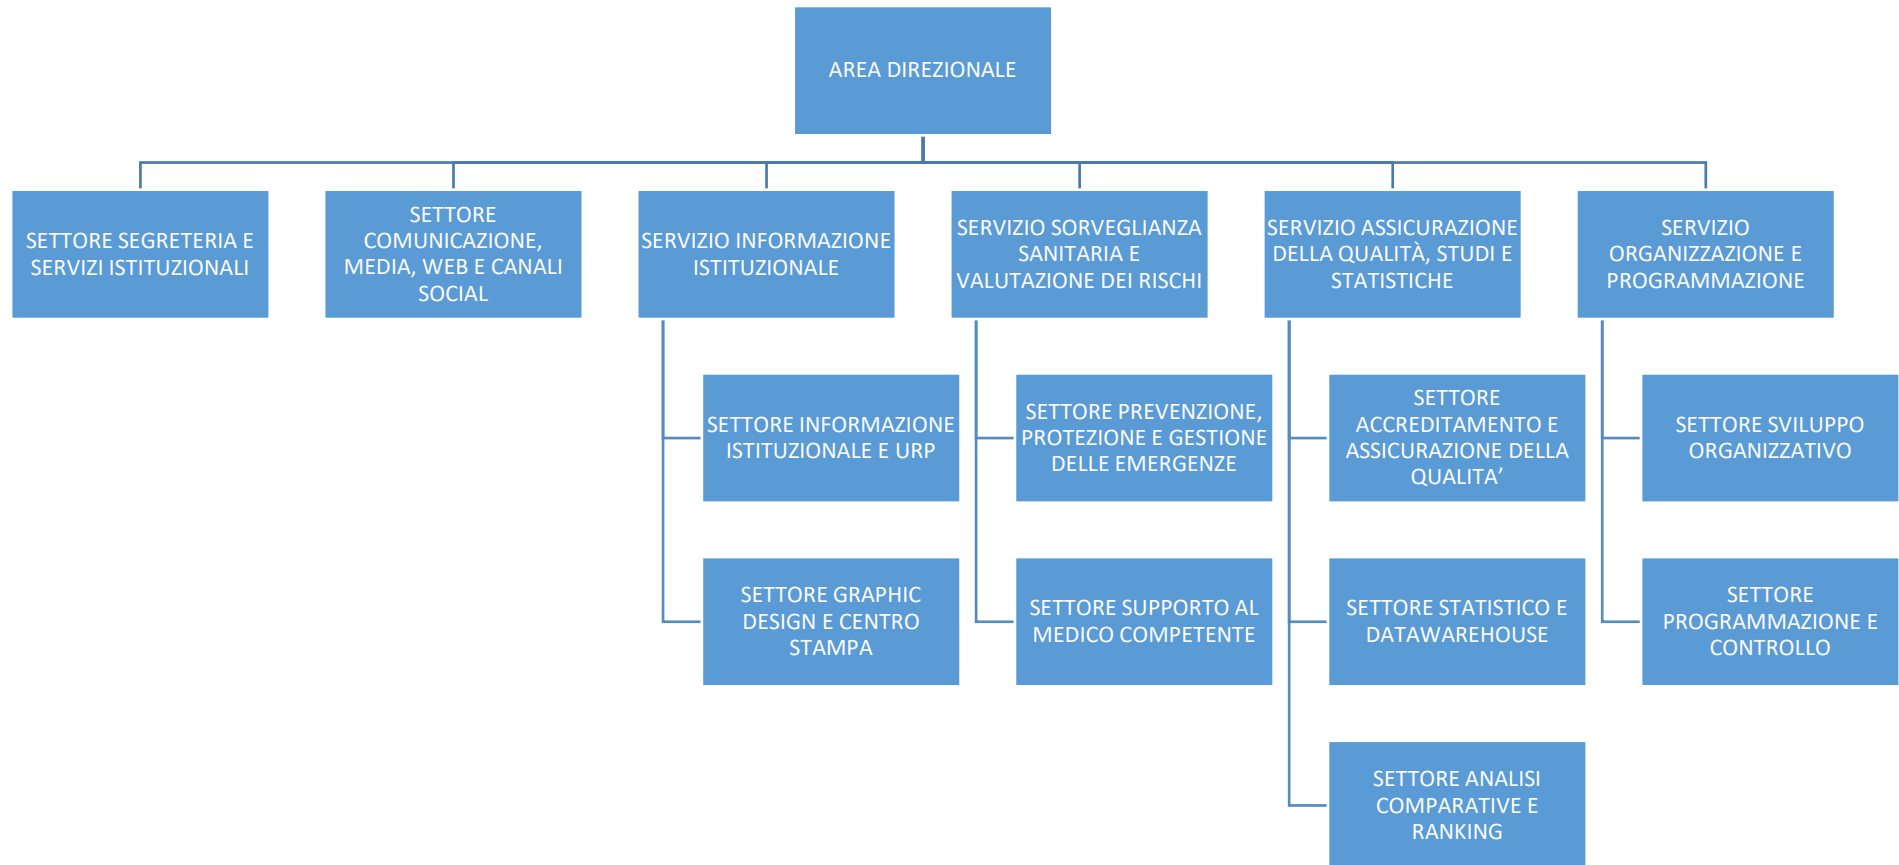 AREA DIREZIONALE
SETTORE SEGRETERIA E
SERVIZI ISTITUZIONALI
SETTORE
COMUNICAZIONE,
MEDIA, WEB E CANALI
SOCIAL
SERVIZIO INFORMAZIONE
ISTITUZIONALE
SERVIZIO SORVEGLIANZA
SANITARIA E
VALUTAZIONE DEI RISCHI
SERVIZIO ASSICURAZIONE
DELLA QUALITÀ, STUDI E
STATISTICHE
SERVIZIO
ORGANIZZAZIONE E
PROGRAMMAZIONE
SETTORE INFORMAZIONE
ISTITUZIONALE E URP
SETTORE PREVENZIONE,
PROTEZIONE E GESTIONE
DELLE EMERGENZE
SETTORE
ACCREDITAMENTO E
ASSICURAZIONE DELLA
QUALITA’
SETTORE SVILUPPO
ORGANIZZATIVO
SETTORE GRAPHIC
DESIGN E CENTRO
STAMPA
SETTORE SUPPORTO AL
MEDICO COMPETENTE
SETTORE STATISTICO E
DATAWAREHOUSE
SETTORE
PROGRAMMAZIONE E
CONTROLLO
SETTORE ANALISI
COMPARATIVE E
RANKING